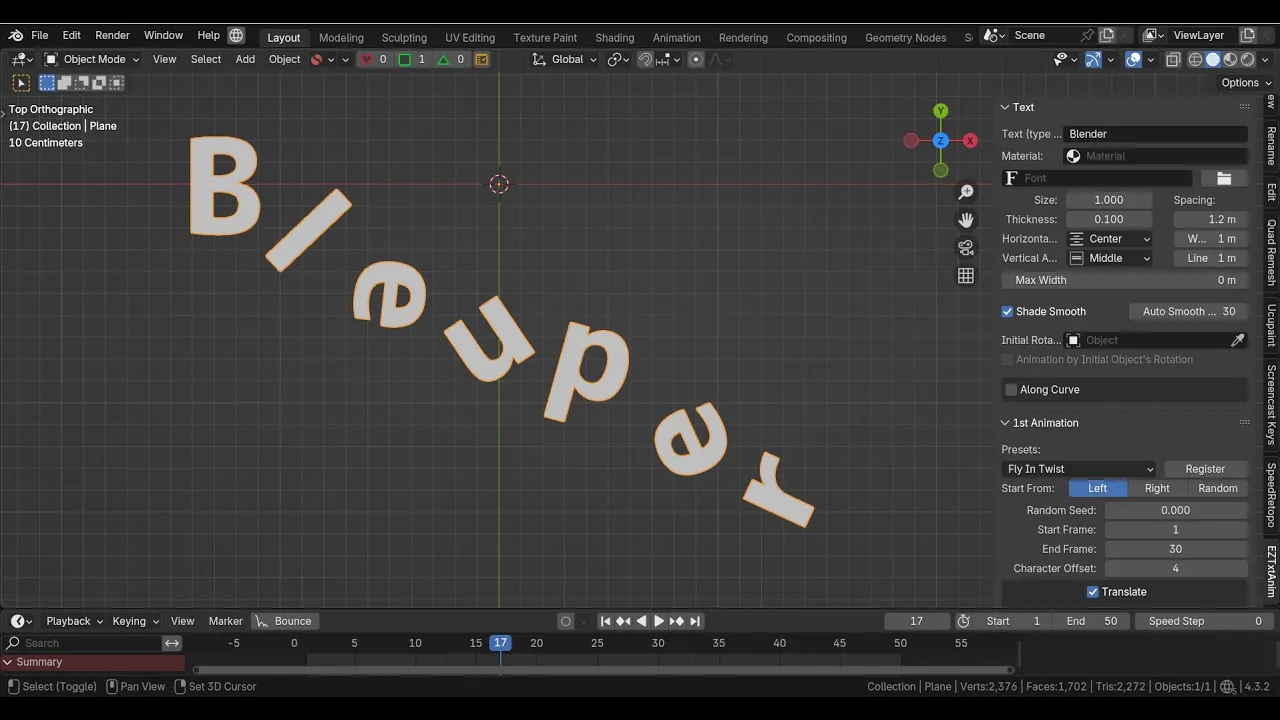 File Edit Render Window Help Layout Modeling Sculpting UV Editing Texture Paint Shading Animation Rendering Compositing Geometry Nodes S Scene ViewLayer
Object Mode View Select Add Object 0 1 0 Global
Options
Top Orthographic
(17) Collection | Plane
10 Centimeters
Y
Z X
Blender
Text
Text (type ... Blender
Material: Material
F Font
Size: 1.000 Spacing:
Thickness: 0.100 1.2 m
Horizonta... Center W... 1 m
Vertical A... Middle Line 1 m
Max Width 0 m
Shade Smooth Auto Smooth ... 30
Initial Rota... Object
Animation by Initial Object's Rotation
Along Curve
1st Animation
Presets:
Fly In Twist Register
Start From: Left Right Random
Random Seed: 0.000
Start Frame: 1
End Frame: 30
Character Offset: 4
Translate
ew
Rename
Edit
Quad Remesh
Ucupaint
Screencast Keys
SpeedRetopo
EZTxtAnim
Playback Keying View Marker Bounce 17 Start 1 End 50 Speed Step 0
Search -5 0 5 10 15 17 20 25 30 35 40 45 50 55
Summary
Select (Toggle) Pan View Set 3D Cursor Collection | Plane | Verts:2,376 | Faces:1,702 | Tris:2,272 | Objects:1/1 | 4.3.2